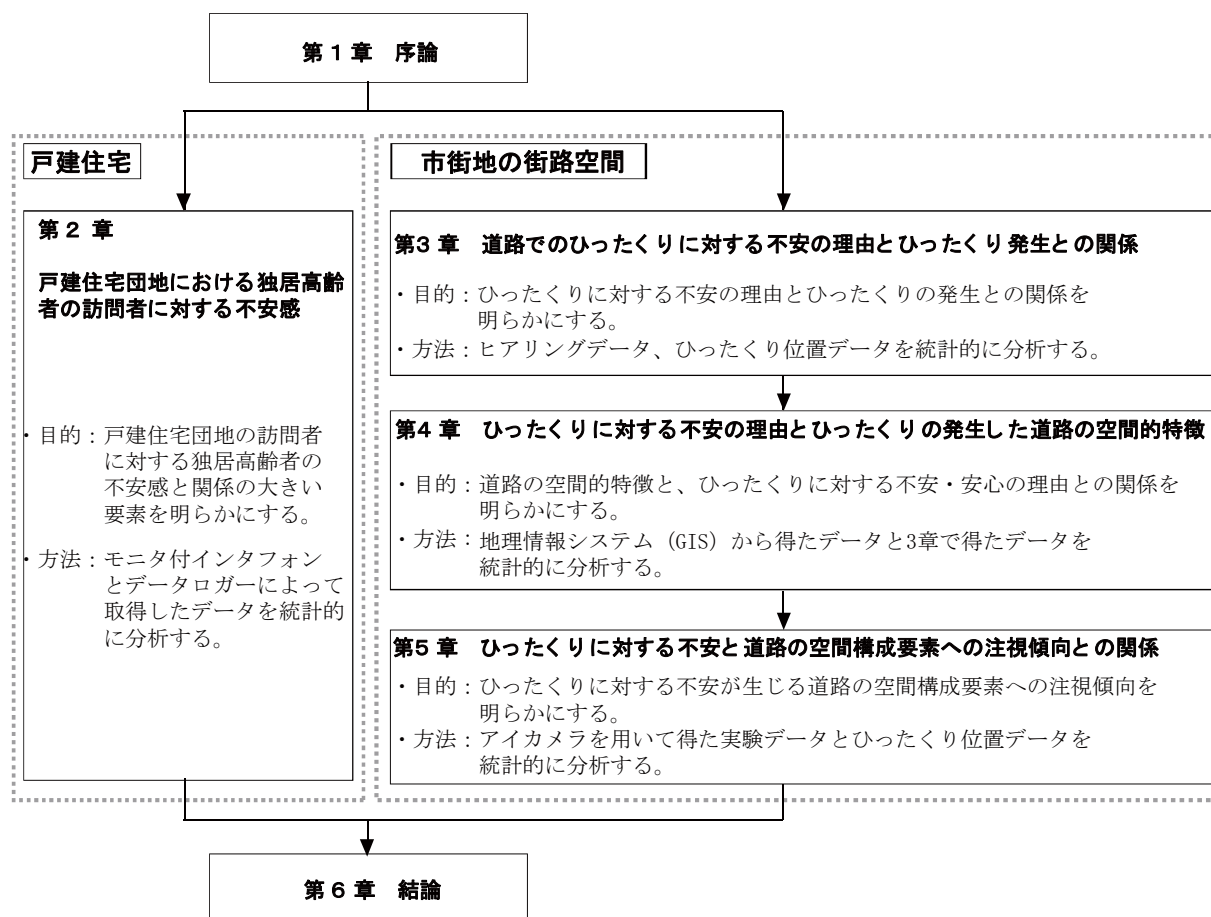 第1章 序論
戸建住宅
第2 章
戸建住宅団地における独居高齢
者の訪問者に対する不安感
・目的：戸建住宅団地の訪問者
に対する独居高齢者の
不安感と関係の大きい
要素を明らかにする。
・方法：モニタ付インタフォン
とデータロガーによって
取得したデータを統計的
に分析する。
市街地の街路空間
第3 章 道路でのひったくりに対する不安の理由とひったくり発生との関係
・目的：ひったくりに対する不安の理由とひったくりの発生との関係を
明らかにする。
・方法：ヒアリングデータ、ひったくり位置データを統計的に分析する。
第4 章 ひったくりに対する不安の理由とひったくりの発生した道路の空間的特徴
・目的：道路の空間的特徴と、ひったくりに対する不安・安心の理由との関係を
明らかにする。
・方法：地理情報システム（GIS）から得たデータと3章で得たデータを
統計的に分析する。
第5 章 ひったくりに対する不安と道路の空間構成要素への注視傾向との関係
・目的：ひったくりに対する不安が生じる道路の空間構成要素への注視傾向を
明らかにする。
・方法：アイカメラを用いて得た実験データとひったくり位置データを
統計的に分析する。
第6章 結論